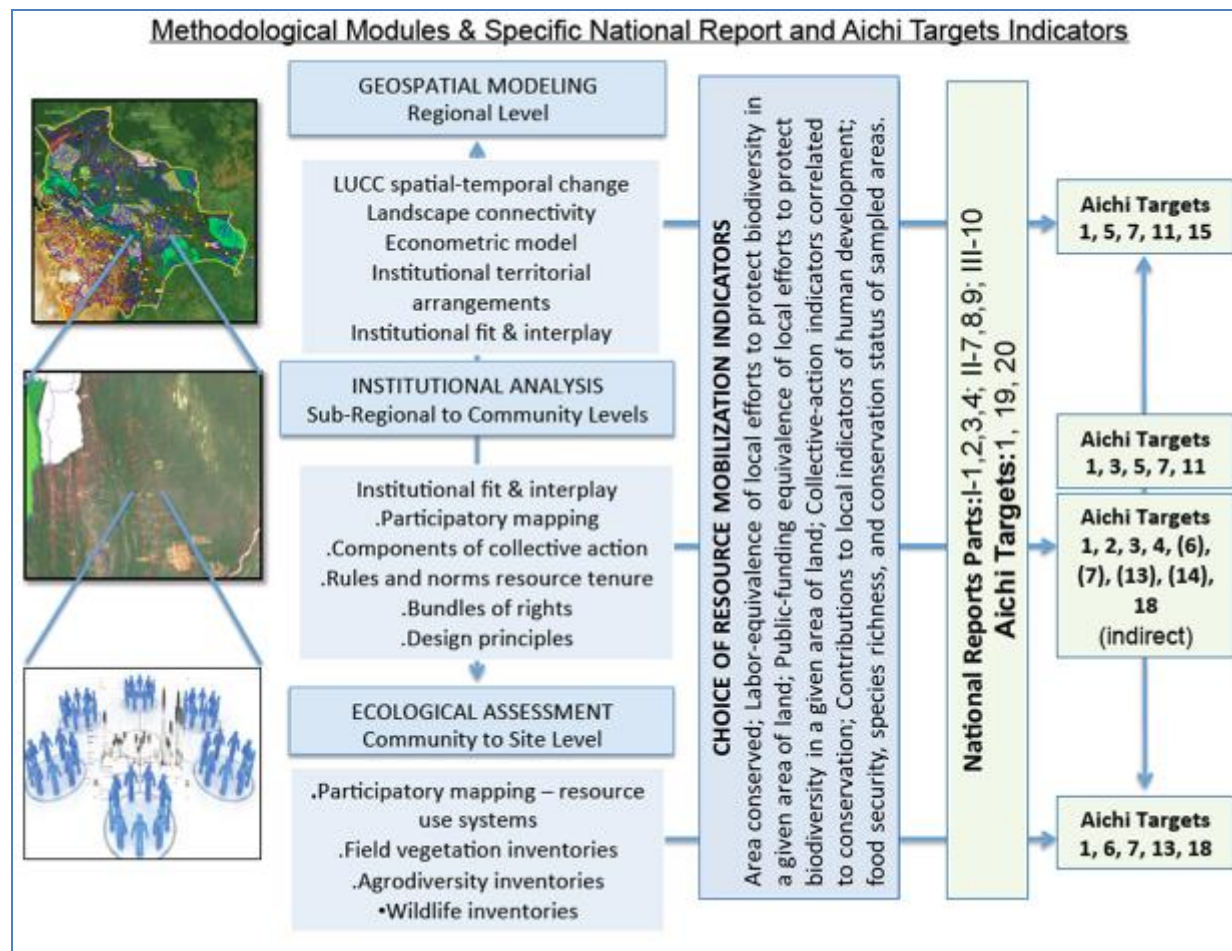 Methodological Modules & Specific National Report and Aichi Targets Indicators
GEOSPATIAL MODELING
Regional Level
LUCC spatial-temporal change
Landscape connectivity
Econometric model
Institutional territorial
arrangements
Institutional fit & interplay
INSTITUTIONAL ANALYSIS
Sub-Regional to Community Levels
Institutional fit & interplay
.Participatory mapping
.Components of collective action
.Rules and norms resource tenure
.Bundles of rights
.Design principles
ECOLOGICAL ASSESSMENT
Community to Site Level
.Participatory mapping – resource
use systems
.Field vegetation inventories
.Agrodiversity inventories
•Wildlife inventories
CHOICE OF RESOURCE MOBILIZATION INDICATORS
Area conserved; Labor-equivalence of local efforts to protect biodiversity in
a given area of land; Public-funding equivalence of local efforts to protect
biodiversity in a given area of land; Collective-action indicators correlated
to conservation; Contributions to local indicators of human development;
food security, species richness, and conservation status of sampled areas.
National Reports Parts:I-1,2,3,4; II-7,8,9; III-10
Aichi Targets:1, 19, 20
Aichi Targets
1, 5, 7, 11, 15
Aichi Targets
1, 3, 5, 7, 11
Aichi Targets
1, 2, 3, 4, (6),
(7), (13), (14),
18
(indirect)
Aichi Targets
1, 6, 7, 13, 18